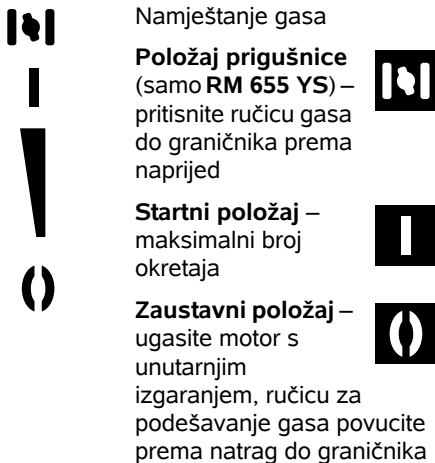 Namještanje gasa
Položaj prigušnice
(samo RM 655 YS) –
pritisnite ručicu gasa
do graničnika prema
naprijed
Startni položaj –
maksimalni broj
okretaja
Zaustavni položaj –
ugasite motor s
unutarnjim
izgaranjem, ručicu za
podešavanje gasa povucite
prema natrag do graničnika